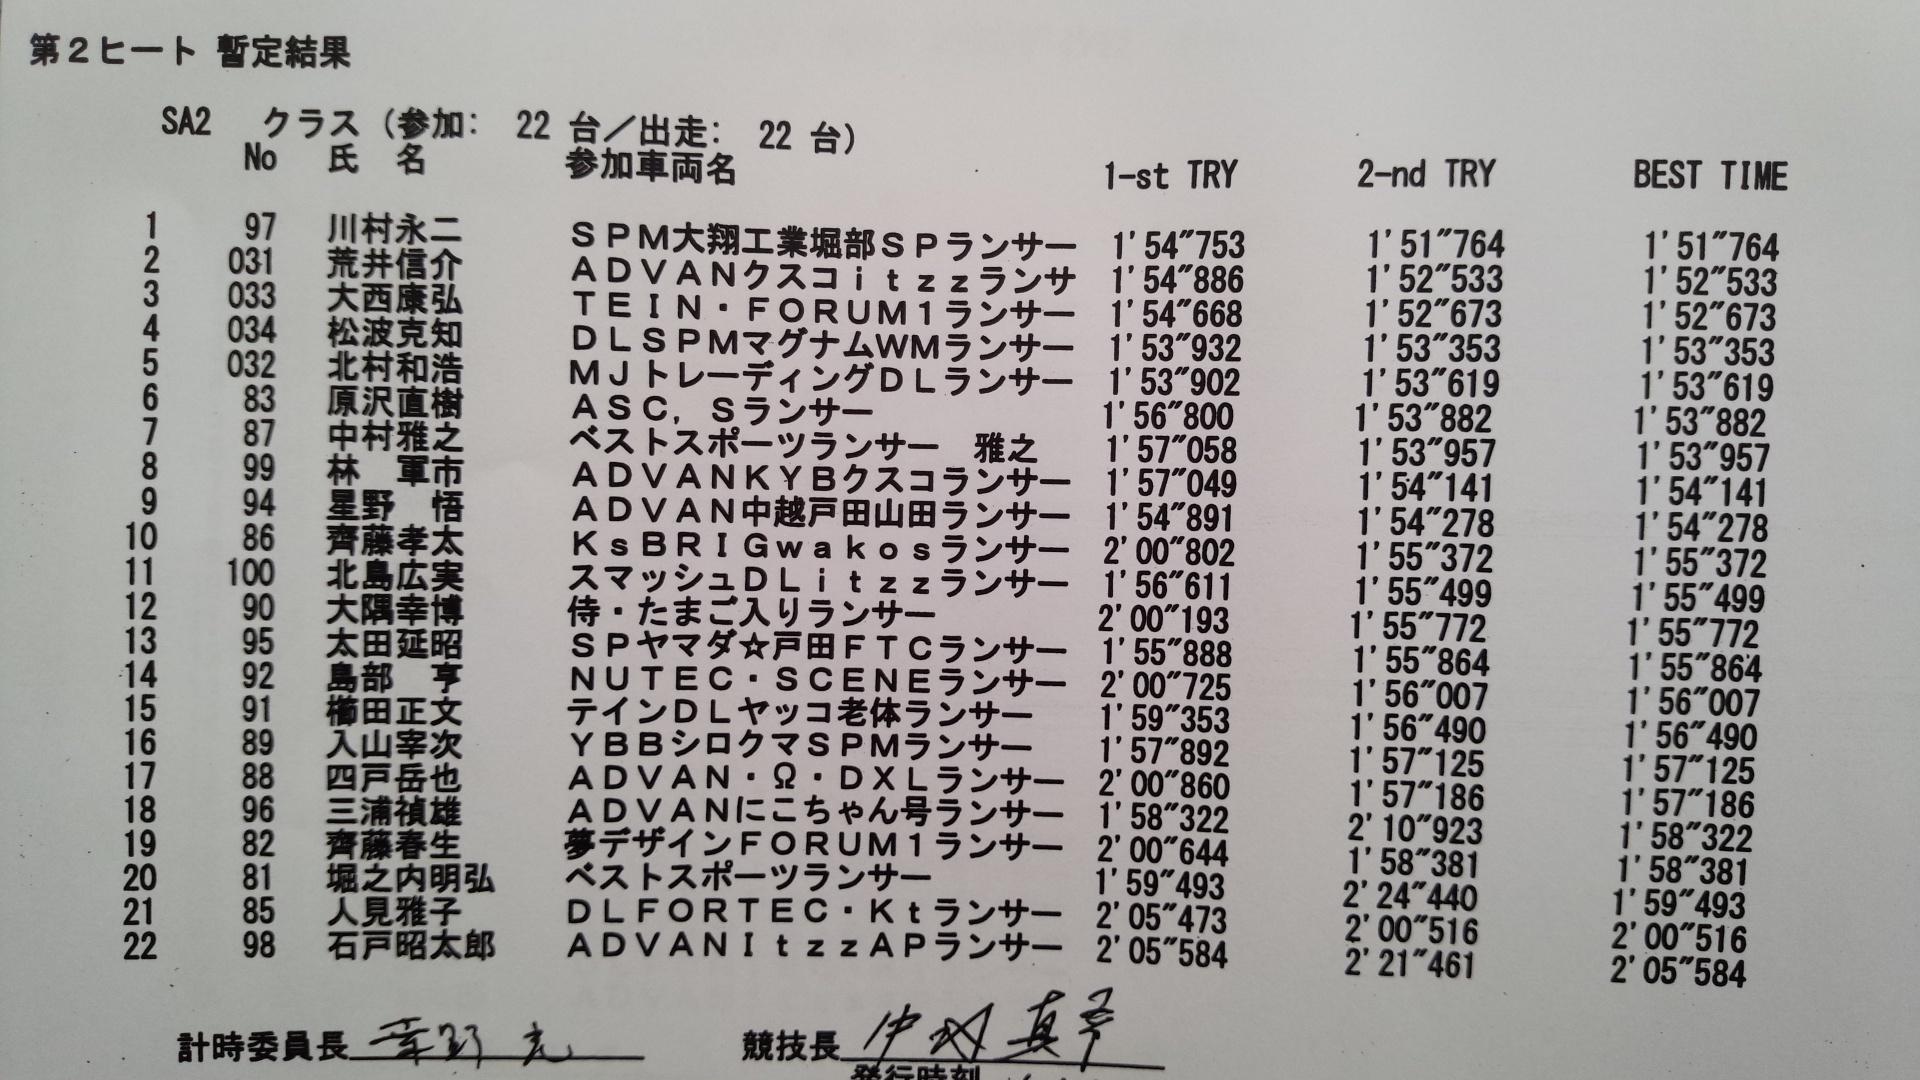 第2ヒート 暫定結果
SA2 クラス (参加: 22 台/出走: 22 台)
No 氏 名 参加車両名 1-st TRY 2-nd TRY BEST TIME
1 97 川村永二 SPM大翔工業堀部SPランサー 1'54"753 1'51"764 1'51"764
2 031 荒井信介 ADVANクスコitzzランサ 1'54"886 1'52"533 1'52"533
3 033 大西康弘 TEIN・FORUM1ランサー 1'54"668 1'52"673 1'52"673
4 034 松波克知 DLSPMマグナムWMランサー 1'53"932 1'53"353 1'53"353
5 032 北村和浩 MJトレーディングDLランサー 1'53"902 1'53"619 1'53"619
6 83 原沢直樹 ASC,Sランサー 1'56"800 1'53"882 1'53"882
7 87 中村雅之 ベストスポーツランサー 雅之 1'57"058 1'53"957 1'53"957
8 99 林 軍市 ADVANKYBクスコランサー 1'57"049 1'54"141 1'54"141
9 94 星野 悟 ADVAN中越戸田山田ランサー 1'54"891 1'54"278 1'54"278
10 86 齊藤孝太 KsBRIGwakosランサー 2'00"802 1'55"372 1'55"372
11 100 北島広実 スマッシュDLitzzランサー 1'56"611 1'55"499 1'55"499
12 90 大隅幸博 侍・たまご入りランサー 2'00"193 1'55"772 1'55"772
13 95 太田延昭 SPヤマダ☆戸田FTCランサー 1'55"888 1'55"864 1'55"864
14 92 島部 亨 NUTEC・SCENEランサー 2'00"725 1'56"007 1'56"007
15 91 櫛田正文 テインDLヤッコ老体ランサー 1'59"353 1'56"490 1'56"490
16 89 入山宰次 YBBシロクマSPMランサー 1'57"892 1'57"125 1'57"125
17 88 四戸岳也 ADVAN・Ω・DXLランサー 2'00"860 1'57"186 1'57"186
18 96 三浦禎雄 ADVANにこちゃん号ランサー 1'58"322 2'10"923 1'58"322
19 82 齊藤春生 夢デザインFORUM1ランサー 2'00"644 1'58"381 1'58"381
20 81 堀之内明弘 ベストスポーツランサー 1'59"493 2'24"440 1'59"493
21 85 人見雅子 DLFORTEC・Ktランサー 2'05"473 2'00"516 2'00"516
22 98 石戸昭太郎 ADVANItzzAPランサー 2'05"584 2'21"461 2'05"584
計時委員長 競技長
発行時刻